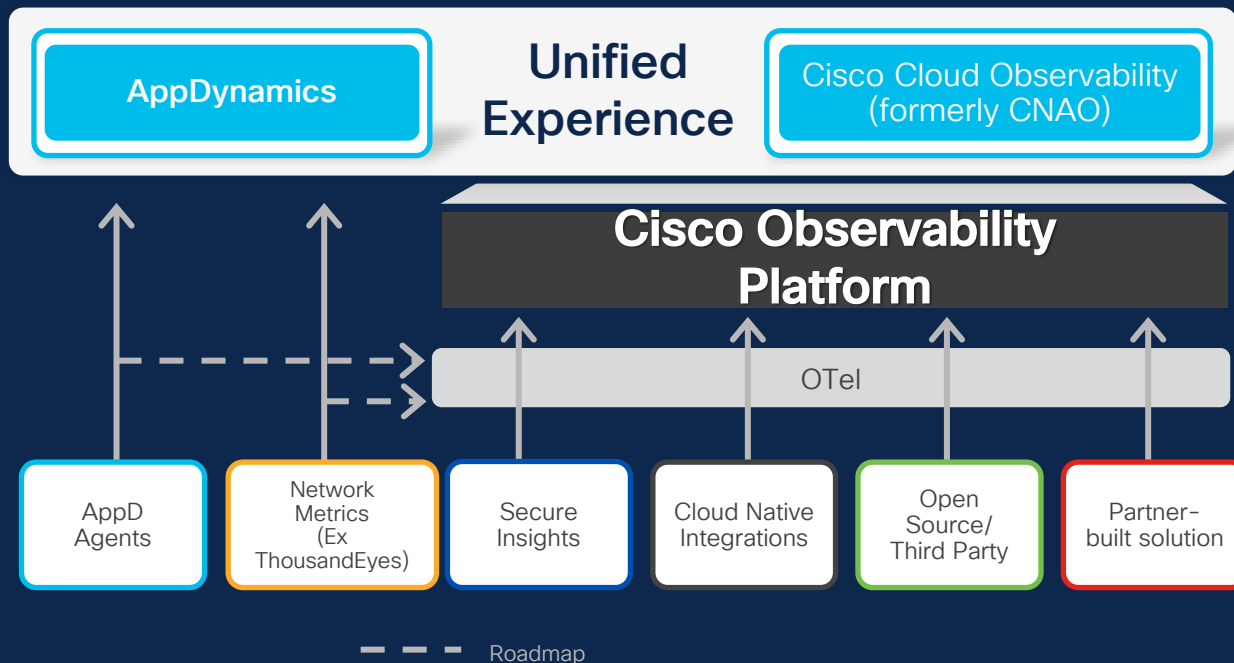 AppDynamics
Unified
Experience
Cisco Cloud Observability
(formerly CNAO)
Cisco Observability
Platform
OTel
AppD
Agents
Network
Metrics
(Ex
ThousandEyes)
Secure
Insights
Cloud Native
Integrations
Open
Source/
Third Party
Partner-
built solution
Roadmap